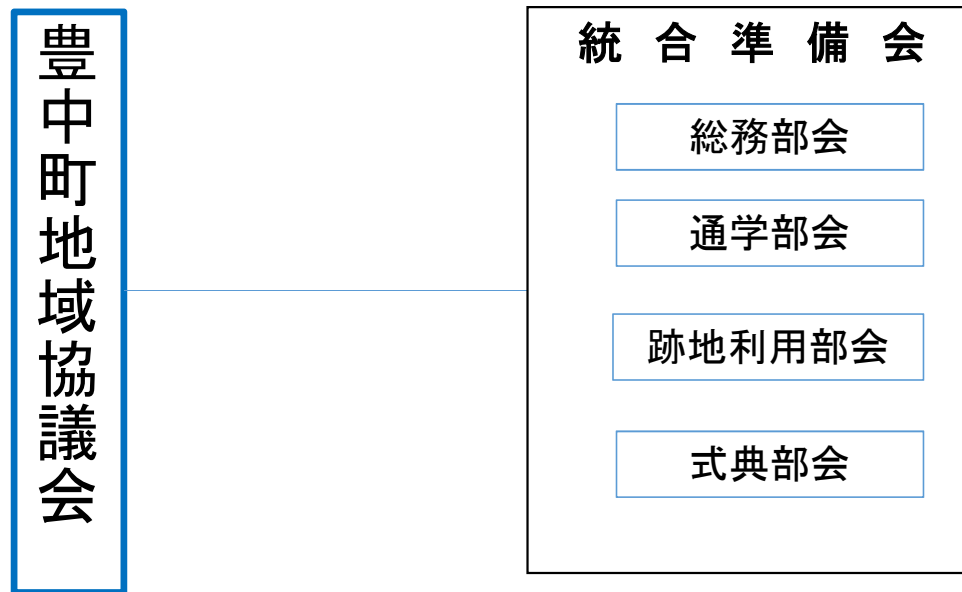 豊中町地域協議会
統合準備会
総務部会
通学部会
跡地利用部会
式典部会